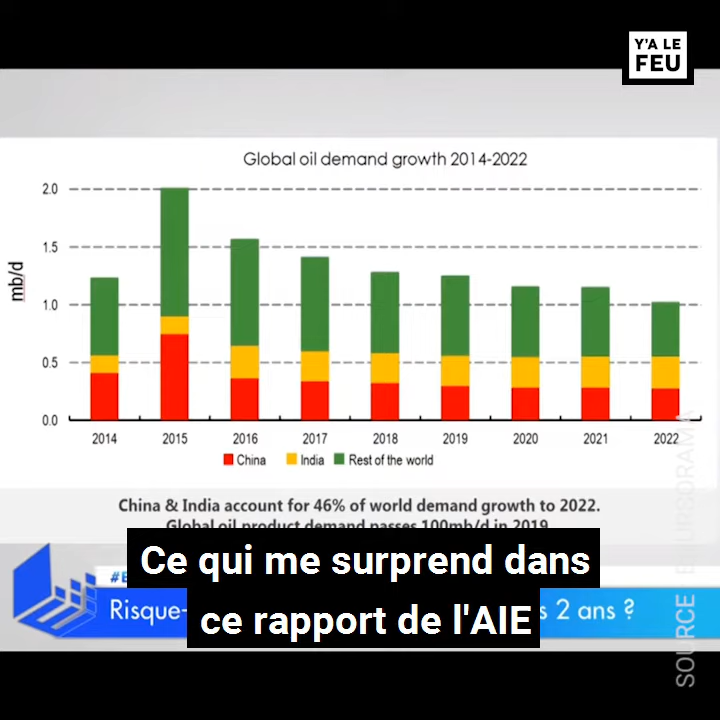 Y'A LE
FEU
Global oil demand growth 2014-2022
mb/d
2.0
1.5
1.0
0.5
0.0
2014 2015 2016 2017 2018 2019 2020 2021 2022
China India Rest of the world
China & India account for 46% of world demand growth to 2022.
Global oil product demand passes 100mb/d in 2019
Ce qui me surprend dans
ce rapport de l'AIE
Risque- s 2 ans ?
SOURCE BOURSORAMA